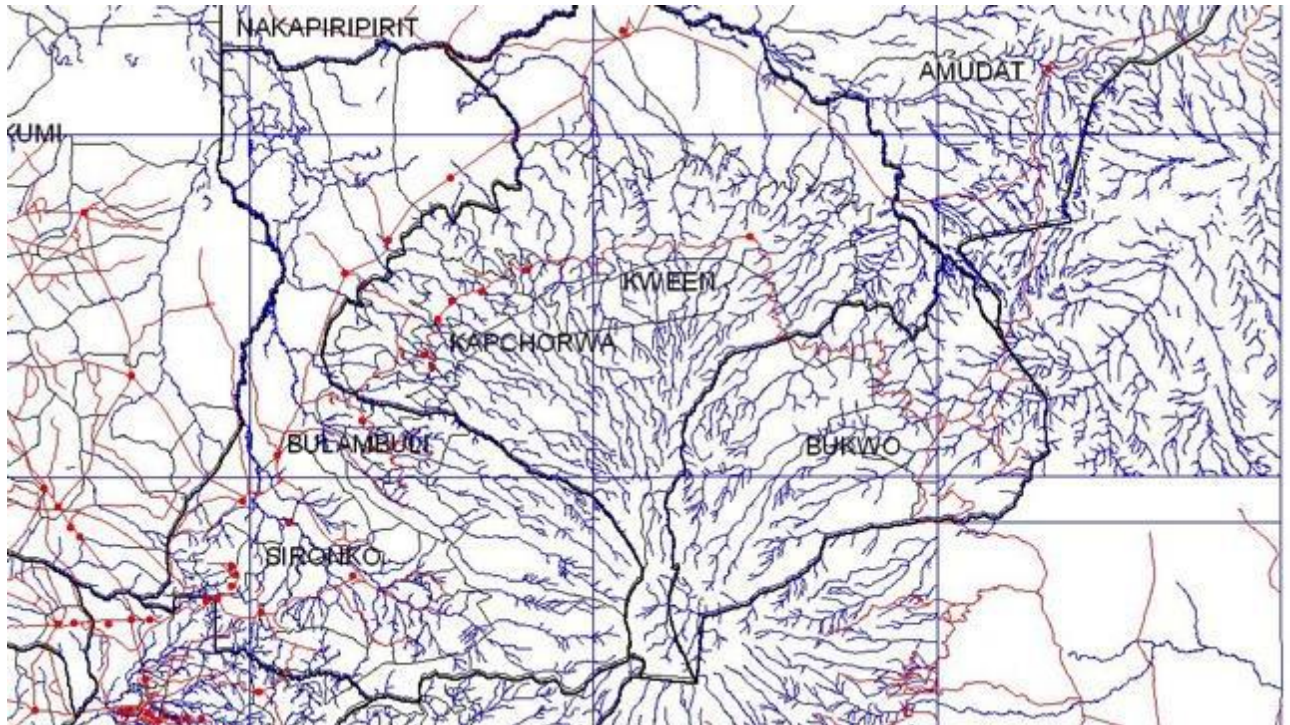 NAKAPIRIPIRIT
AMUDAT
KUMI
KWEEN
KAPCHORWA
BULAMBULI
BUKWO
SIRONKO